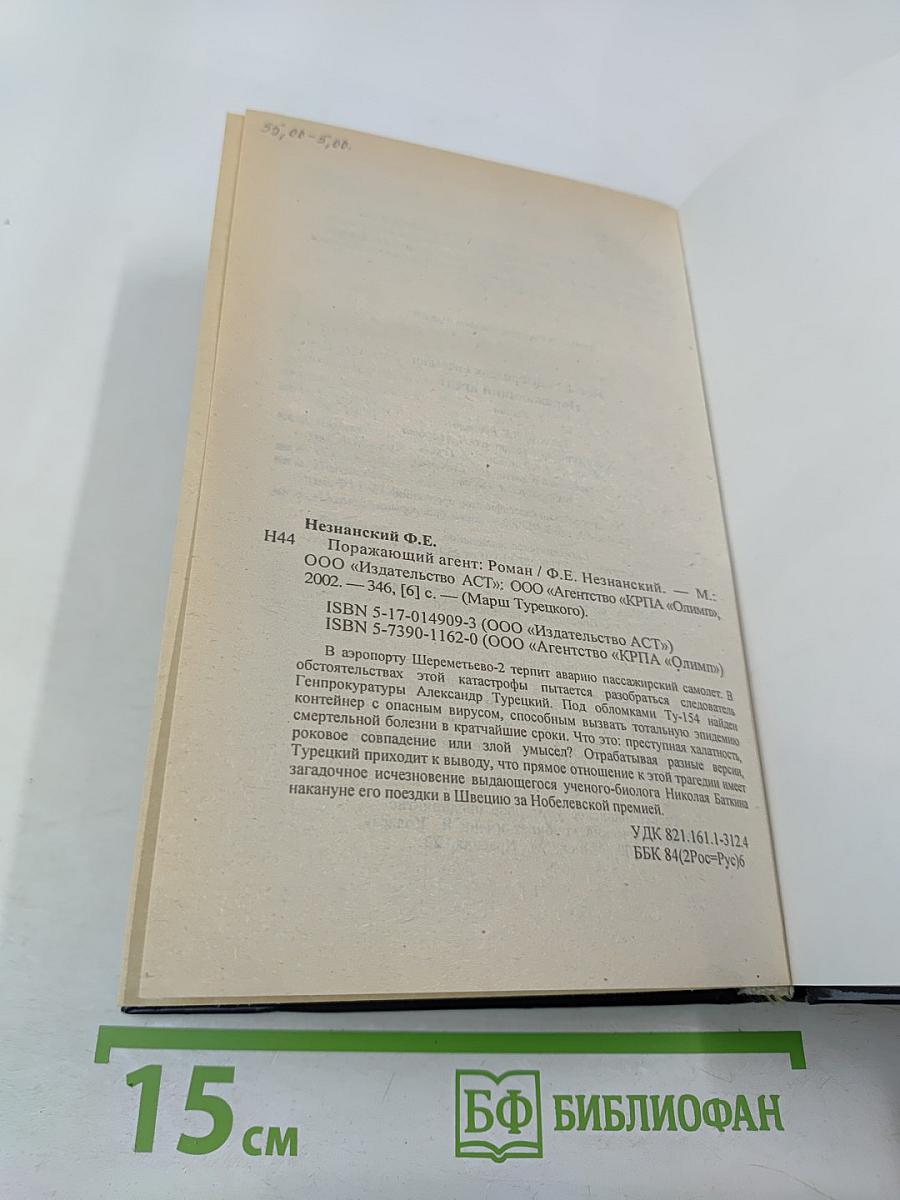 55,00-5,00.
Незнанский Ф.Е.
Н44
Поражающий агент: Роман / Ф.Е. Незнанский. — М.:
ООО «Издательство АСТ»: ООО «Агентство «КРПА «Олимп»,
2002. — 346, [6] с. — (Марш Турецкого).
ISBN 5-17-014909-3 (ООО «Издательство АСТ»)
ISBN 5-7390-1162-0 (ООО «Агентство «КРПА «Олимп»)
В аэропорту Шереметьево-2 терпит аварию пассажирский самолет. В
обстоятельствах этой катастрофы пытается разобраться следователь
Генпрокуратуры Александр Турецкий. Под обломками Ту-154 найден
контейнер с опасным вирусом, способным вызвать тотальную эпидемию
смертельной болезни в кратчайшие сроки. Что это: преступная халатность,
роковое совпадение или злой умысел? Отрабатывая разные версии,
Турецкий приходит к выводу, что прямое отношение к этой трагедии имеет
загадочное исчезновение выдающегося ученого-биолога Николая Баткина
накануне его поездки в Швецию за Нобелевской премией.
УДК 821.161.1-312.4
ББК 84(2Рос=Рус)6
15 см
БФ БИБЛИОФАН